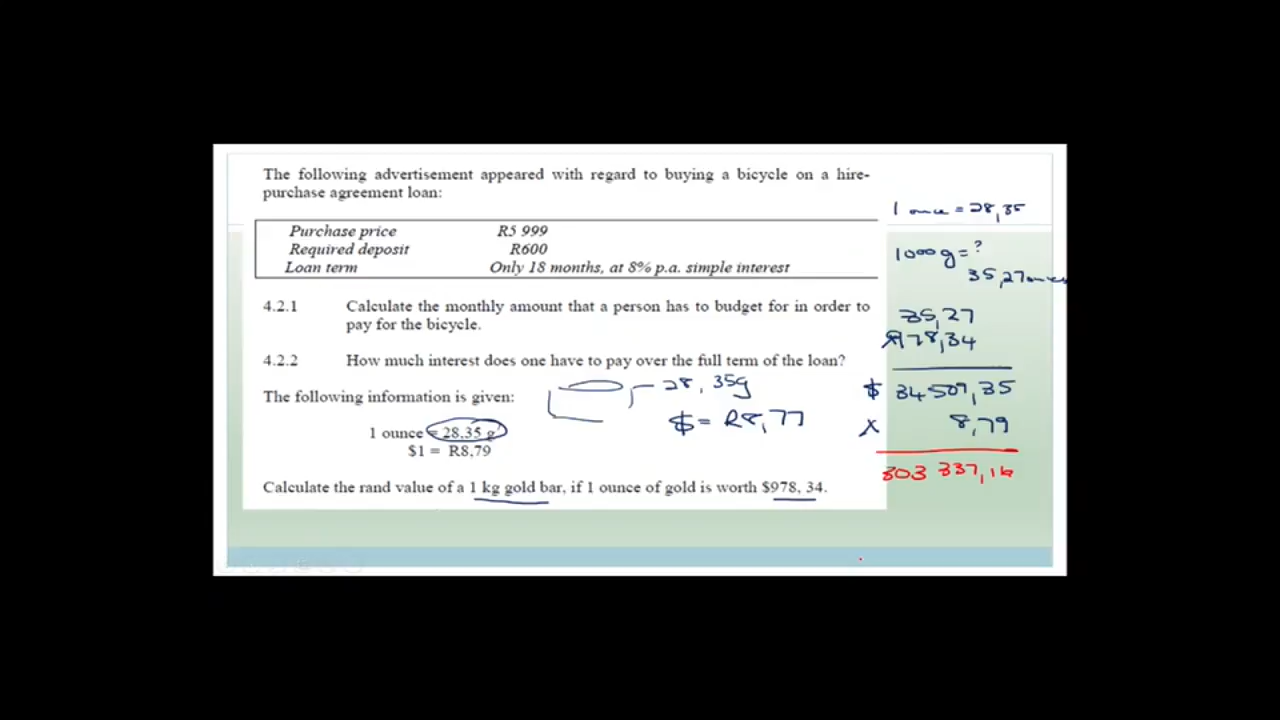 The following advertisement appeared with regard to buying a bicycle on a hire-
purchase agreement loan:
Purchase price R5 999
Required deposit R600
Loan term Only 18 months, at 8% p.a. simple interest
4.2.1 Calculate the monthly amount that a person has to budget for in order to
pay for the bicycle.
4.2.2 How much interest does one have to pay over the full term of the loan?
The following information is given:
1 ounce = 28,35 g
$1 = R8,79
Calculate the rand value of a 1 kg gold bar, if 1 ounce of gold is worth $978, 34.
28, 35g
$ = R8,77
1 ounce = 28,35
1000g = ?
35,27 ounces
35,27
978,34
$ 34509,35
X 8,79
303 337,16